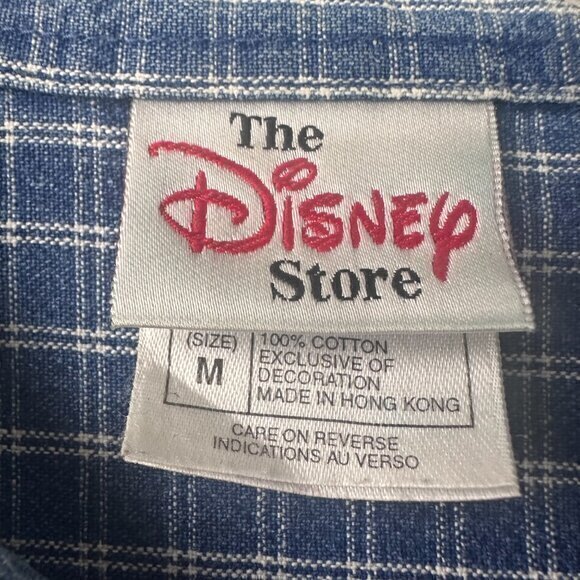 The
Disney
Store
(SIZE)
M
100% COTTON
EXCLUSIVE OF
DECORATION
MADE IN HONG KONG
CARE ON REVERSE
INDICATIONS AU VERSO